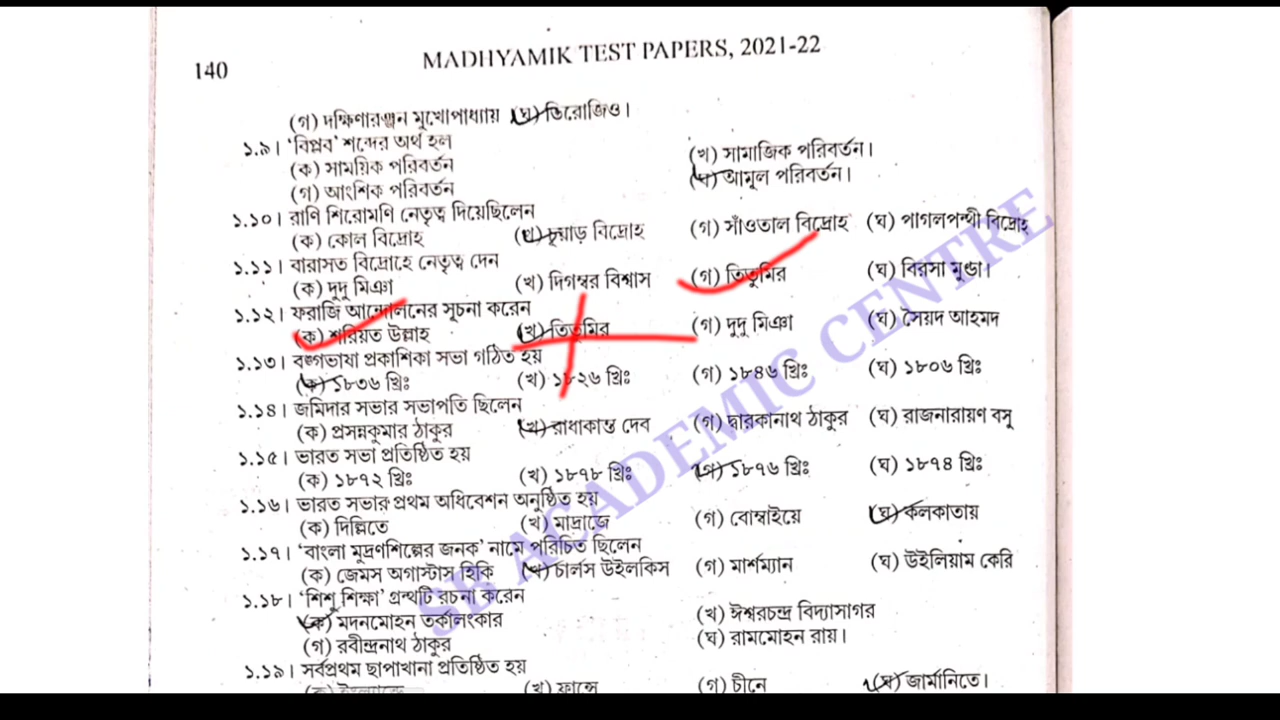 140
MADHYAMIK TEST PAPERS, 2021-22
(গ) দক্ষিণারঞ্জন মুখোপাধ্যায় (ঘ) ডিরোজিও।
১.৯। 'বিপ্লব' শব্দের অর্থ হল
(ক) সাময়িক পরিবর্তন (খ) সামাজিক পরিবর্তন।
(গ) আংশিক পরিবর্তন (ঘ) আমূল পরিবর্তন।
১.১০। রাণি শিরোমণি নেতৃত্ব দিয়েছিলেন
(ক) কোল বিদ্রোহ (খ) চুয়াড় বিদ্রোহ (গ) সাঁওতাল বিদ্রোহ (ঘ) পাগলপন্থী বিদ্রোহ
১.১১। বারাসত বিদ্রোহে নেতৃত্ব দেন
(ক) দুদু মিঞা (খ) দিগম্বর বিশ্বাস (গ) তিতুমির (ঘ) বিরসা মুণ্ডা।
১.১২। ফরাজি আন্দোলনের সূচনা করেন
(ক) শরিয়ত উল্লাহ (খ) তিতুমির (গ) দুদু মিঞা (ঘ) সৈয়দ আহমদ
১.১৩। বঙ্গভাষা প্রকাশিকা সভা গঠিত হয়
(ক) ১৮৩৬ খ্রিঃ (খ) ১৮২৬ খ্রিঃ (গ) ১৮৪৬ খ্রিঃ (ঘ) ১৮০৬ খ্রিঃ
১.১৪। জমিদার সভার সভাপতি ছিলেন
(ক) প্রসন্নকুমার ঠাকুর (খ) রাধাকান্ত দেব (গ) দ্বারকানাথ ঠাকুর (ঘ) রাজনারায়ণ বসু
১.১৫। ভারত সভা প্রতিষ্ঠিত হয়
(ক) ১৮৭২ খ্রিঃ (খ) ১৮৭৮ খ্রিঃ (গ) ১৮৭৬ খ্রিঃ (ঘ) ১৮৭৪ খ্রিঃ
১.১৬। ভারত সভার প্রথম অধিবেশন অনুষ্ঠিত হয়
(ক) দিল্লিতে (খ) মাদ্রাজে (গ) বোম্বাইয়ে (ঘ) কলকাতায়
১.১৭। 'বাংলা মুদ্রণশিল্পের জনক' নামে পরিচিত ছিলেন
(ক) জেমস অগাস্টাস হিকি (খ) চার্লস উইলকিস (গ) মার্শম্যান (ঘ) উইলিয়াম কেরি
১.১৮। 'শিশু শিক্ষা' গ্রন্থটি রচনা করেন
(ক) মদনমোহন তর্কালংকার (খ) ঈশ্বরচন্দ্র বিদ্যাসাগর
(গ) রবীন্দ্রনাথ ঠাকুর (ঘ) রামমোহন রায়।
১.১৯। সর্বপ্রথম ছাপাখানা প্রতিষ্ঠিত হয়
(ক) ইংল্যান্ডে (খ) ফ্রান্সে (গ) চীনে (ঘ) জার্মানিতে।
SB ACADEMIC CENTRE